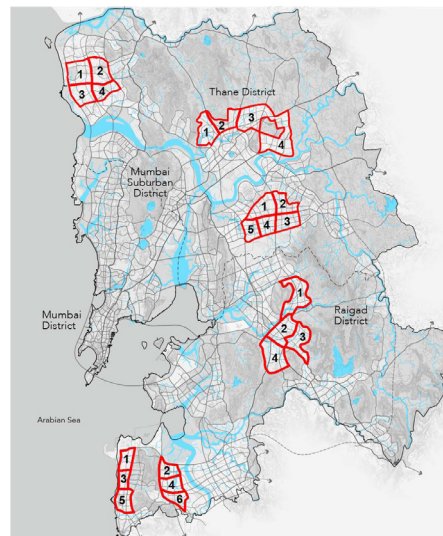 1 2
3 4
Thane District
1 2 3
4
Mumbai
Suburban
District
1 2
5 4 3
1
Mumbai
District
Raigad
District
2 3
4
Arabian Sea
1
2
3 4
5 6